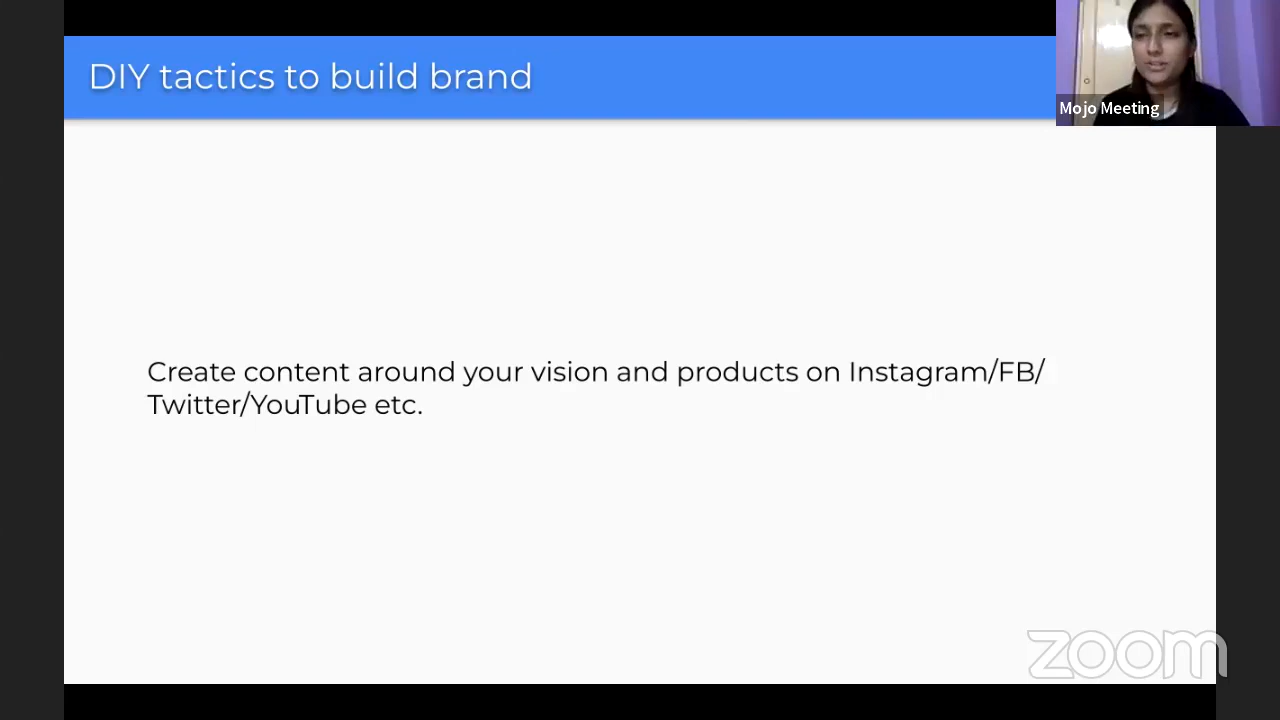 DIY tactics to build brand
Mojo Meeting
Create content around your vision and products on Instagram/FB/
Twitter/YouTube etc.
zoom